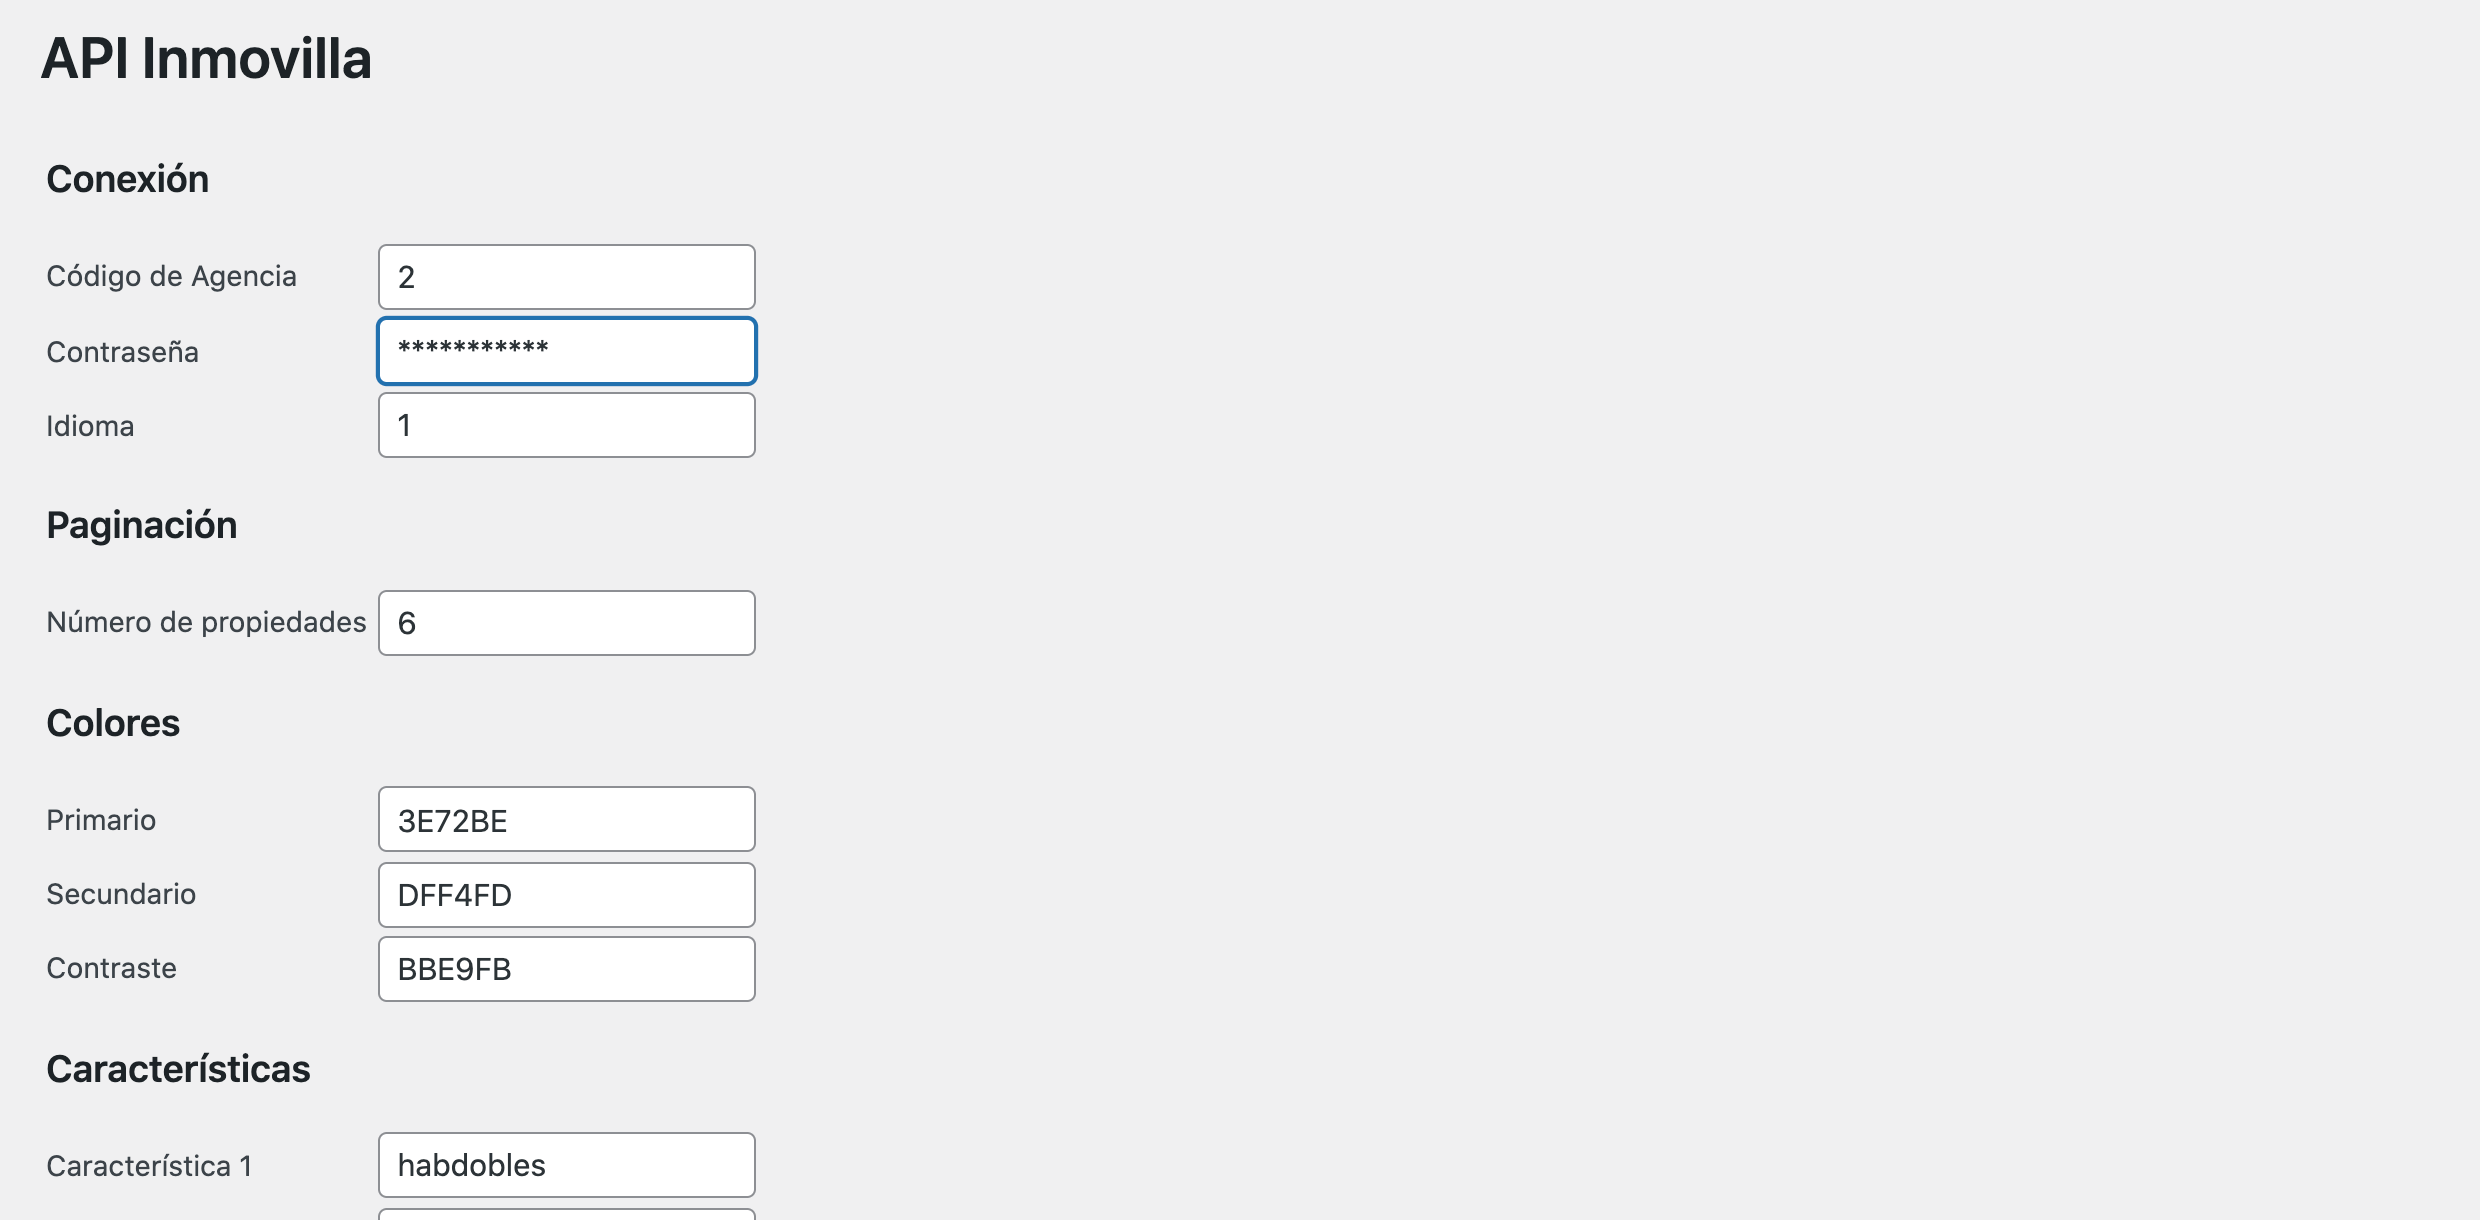 API Inmovilla
Conexión
Código de Agencia 2
Contraseña ***********
Idioma 1
Paginación
Número de propiedades 6
Colores
Primario 3E72BE
Secundario DFF4FD
Contraste BBE9FB
Características
Característica 1 habdobles